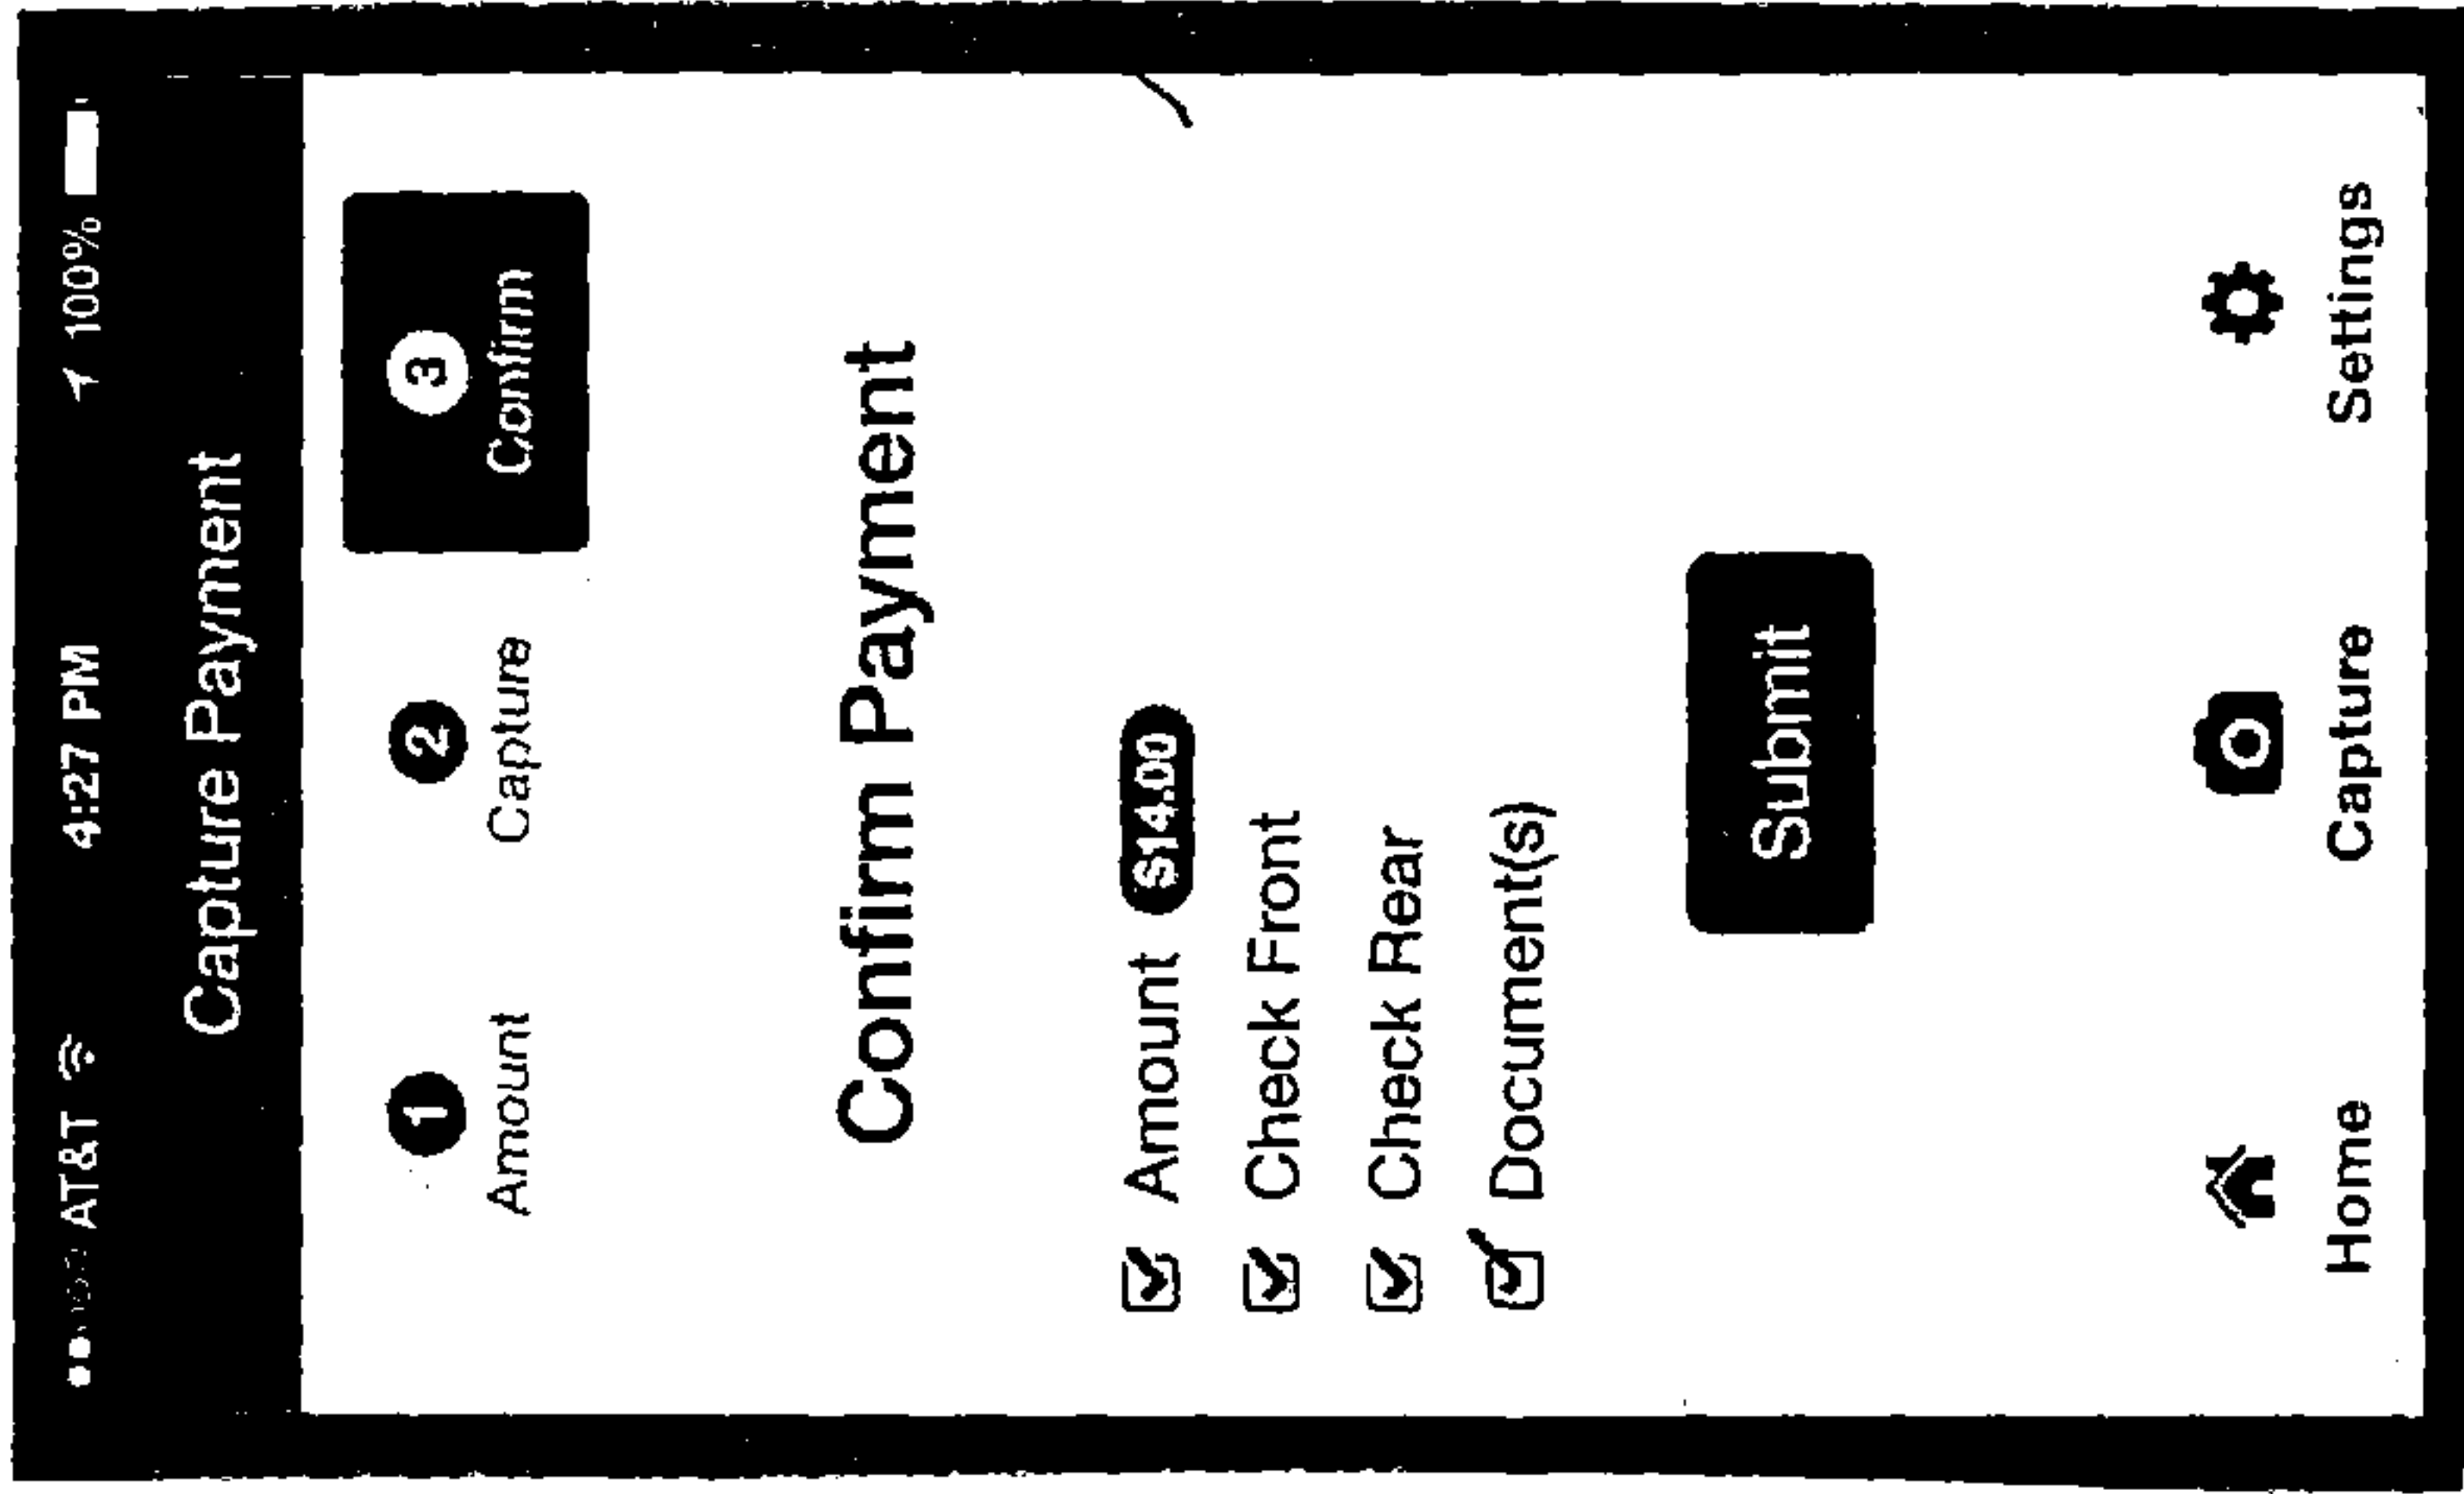 AT&T 4:27 PM 100%
Capture Payment
1 2 3
Amount Capture Confirm
Confirm Payment
Amount $14.00
Check Front
Check Rear
Document(s)
Submit
Home Capture Settings